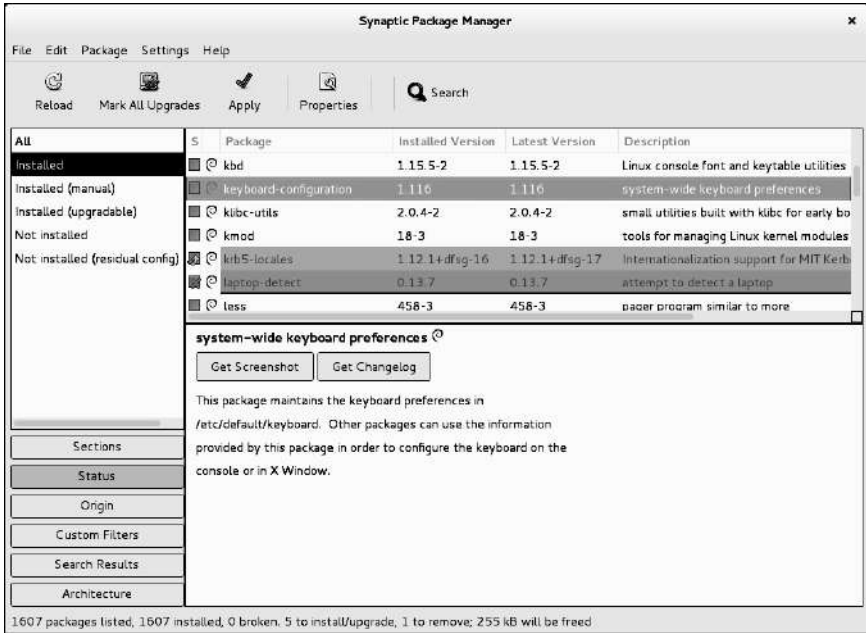 Synaptic Package Manager
File Edit Package Settings Help
Reload Mark All Upgrades Apply Properties Search
All
Installed
Installed (manual)
Installed (upgradable)
Not installed
Not installed (residual config)
S Package Installed Version Latest Version Description
kbd 1.15.5-2 1.15.5-2 Linux console font and keytable utilities
keyboard-configuration 1.116 1.116 system-wide keyboard preferences
klibc-utils 2.0.4-2 2.0.4-2 small utilities built with klibc for early bo
kmod 18-3 18-3 tools for managing Linux kernel modules
krb5-locales 1.12.1+dfsg-16 1.12.1+dfsg-17 Internationalization support for MIT Kerb
laptop-detect 0.13.7 0.13.7 attempt to detect a laptop
less 458-3 458-3 pager program similar to more
system-wide keyboard preferences
Get Screenshot Get Changelog
This package maintains the keyboard preferences in
/etc/default/keyboard. Other packages can use the information
provided by this package in order to configure the keyboard on the
console or in X Window.
Sections
Status
Origin
Custom Filters
Search Results
Architecture
1607 packages listed, 1607 installed, 0 broken. 5 to install/upgrade, 1 to remove; 255 kB will be freed